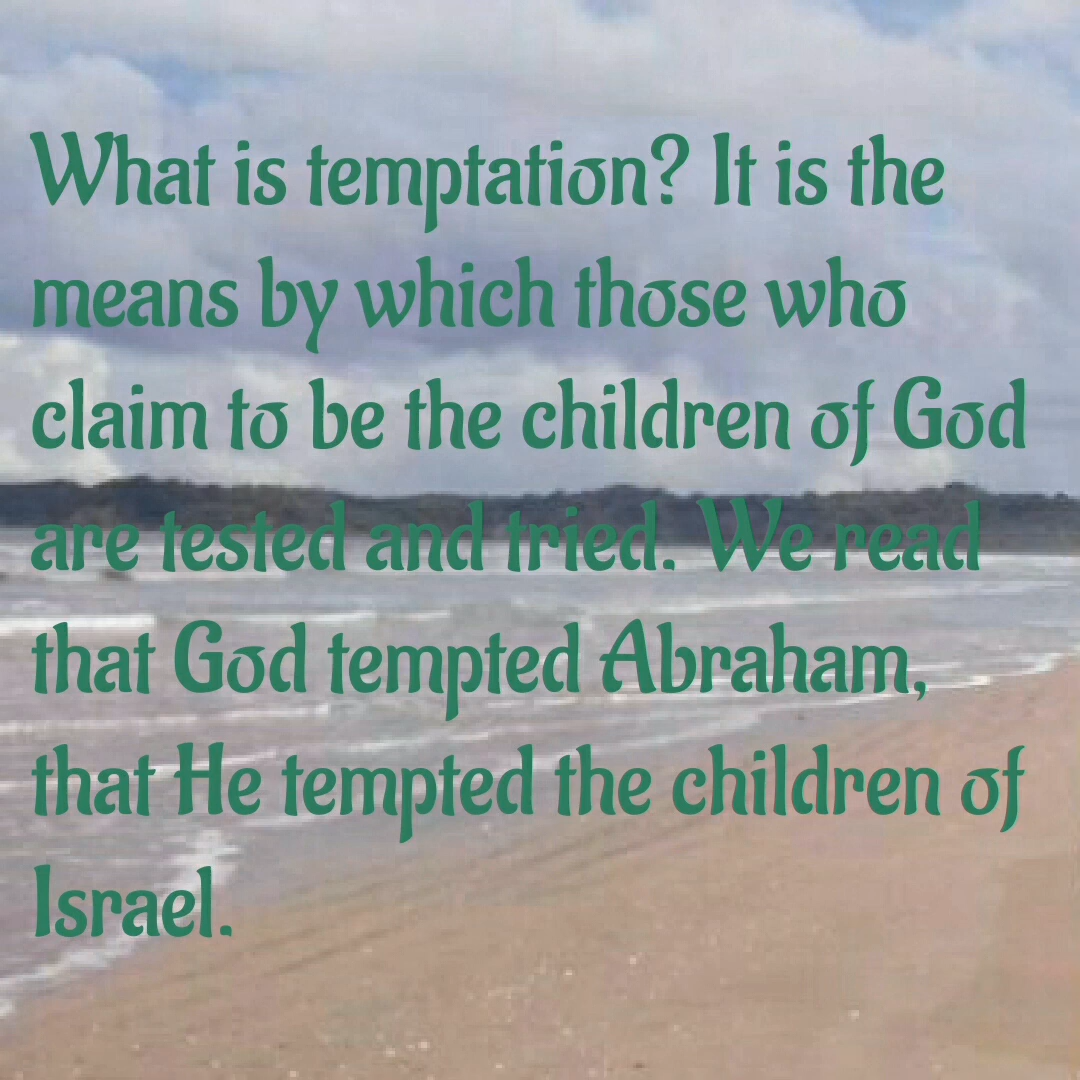 What is temptation? It is the
means by which those who
claim to be the children of God
are tested and tried. We read
that God tempted Abraham,
that He tempted the children of
Israel.